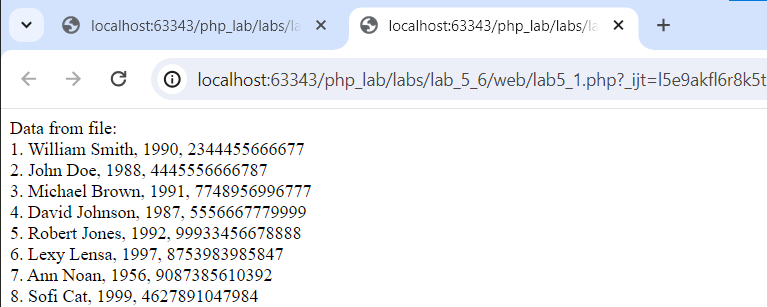 localhost:63343/php_lab/labs/la
localhost:63343/php_lab/labs/la
localhost:63343/php_lab/labs/lab_5_6/web/lab5_1.php?_ijt=l5e9akfl6r8k5t
Data from file:
1. William Smith, 1990, 2344455666677
2. John Doe, 1988, 4445556666787
3. Michael Brown, 1991, 7748956996777
4. David Johnson, 1987, 5556667779999
5. Robert Jones, 1992, 99933456678888
6. Lexy Lensa, 1997, 8753983985847
7. Ann Noan, 1956, 9087385610392
8. Sofi Cat, 1999, 4627891047984